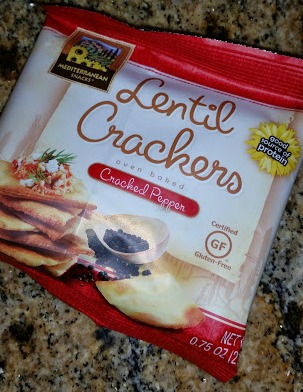 MEDITERRANEAN
SNACKS
Lentil
Crackers
oven baked
Cracked Pepper
good
source of
protein
Certified
GF
Gluten-Free
NET
0.75 OZ (2